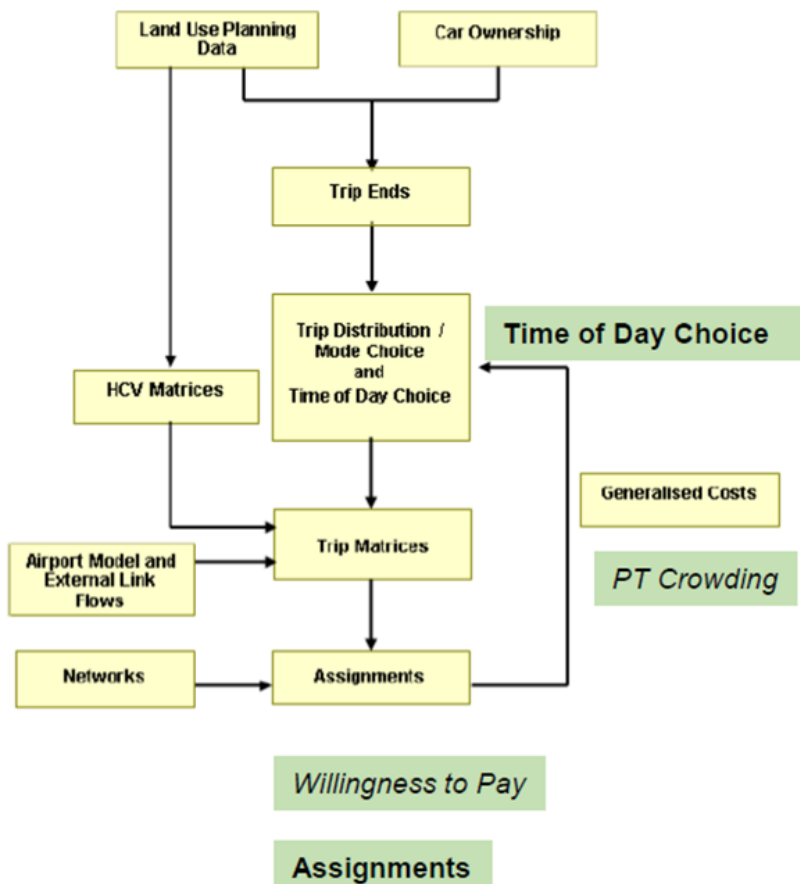 Land Use Planning
Data
Car Ownership
Trip Ends
Trip Distribution /
Mode Choice
and
Time of Day Choice
Time of Day Choice
HCV Matrices
Generalised Costs
Trip Matrices
Airport Model and
External Link
Flows
PT Crowding
Networks
Assignments
Willingness to Pay
Assignments